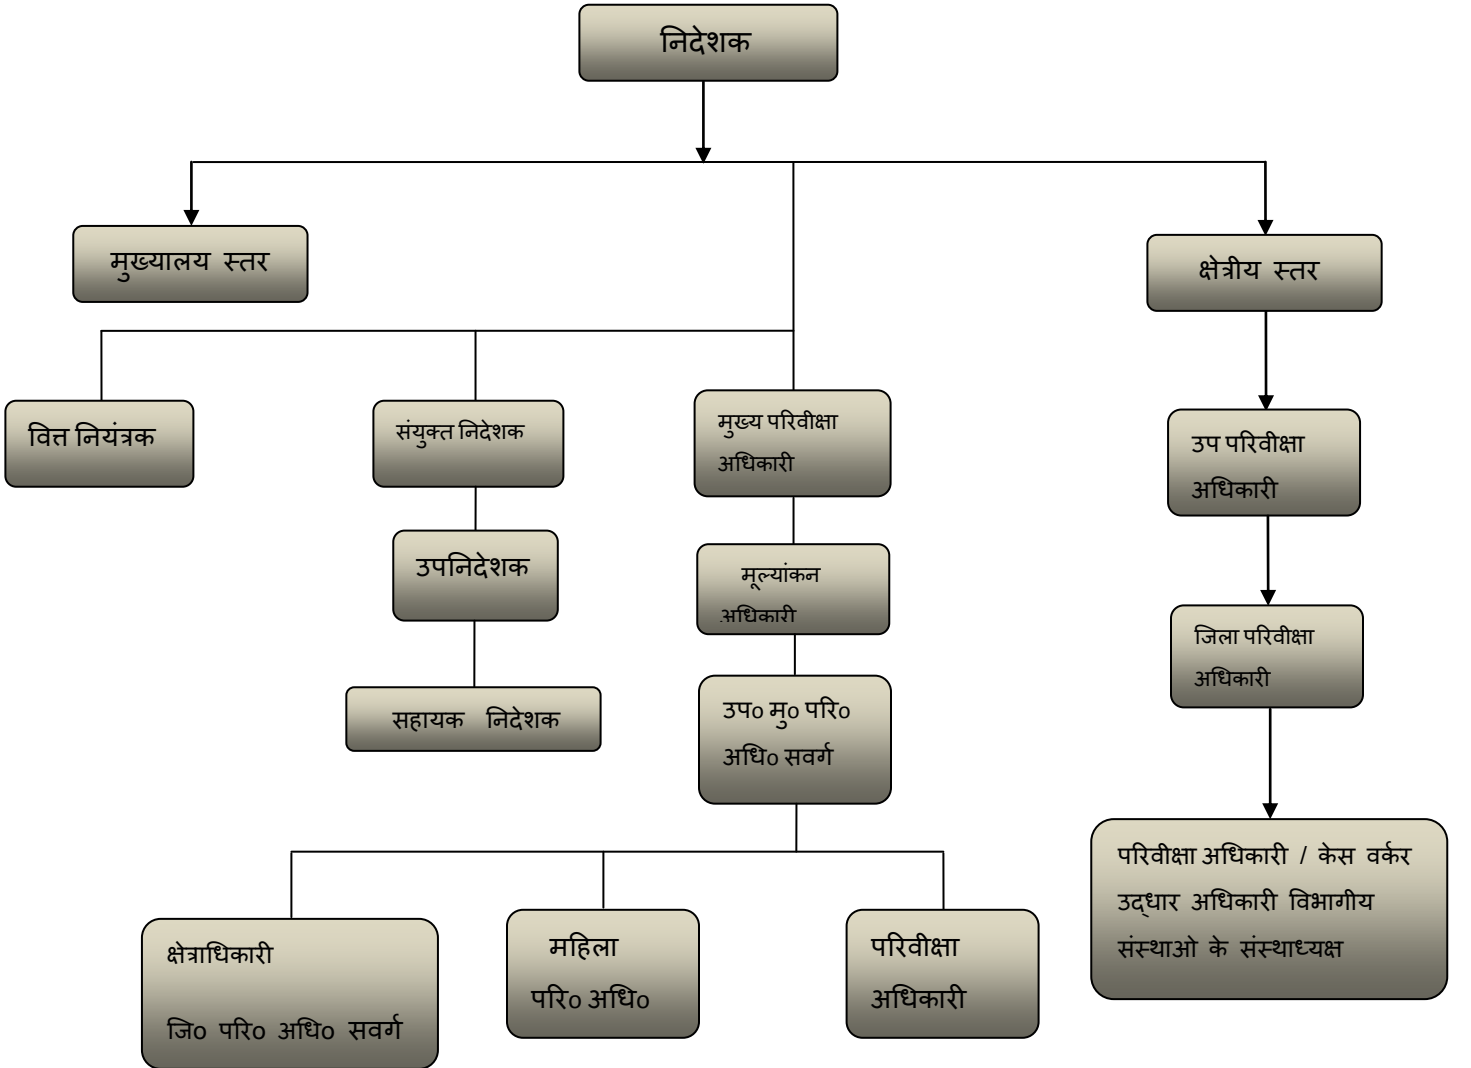 निदेशक
मुख्यालय स्तर
क्षेत्रीय स्तर
वित्त नियंत्रक
संयुक्त निदेशक
मुख्य परिवीक्षा
अधिकारी
उप परिवीक्षा
अधिकारी
उपनिदेशक
मूल्यांकन
अधिकारी
जिला परिवीक्षा
अधिकारी
सहायक निदेशक
उप० मु० परि०
अधि० सवर्ग
परिवीक्षा अधिकारी / केस वर्कर
उद्धार अधिकारी विभागीय
संस्थाओ के संस्थाध्यक्ष
क्षेत्राधिकारी
जि० परि० अधि० सवर्ग
महिला
परि० अधि०
परिवीक्षा
अधिकारी